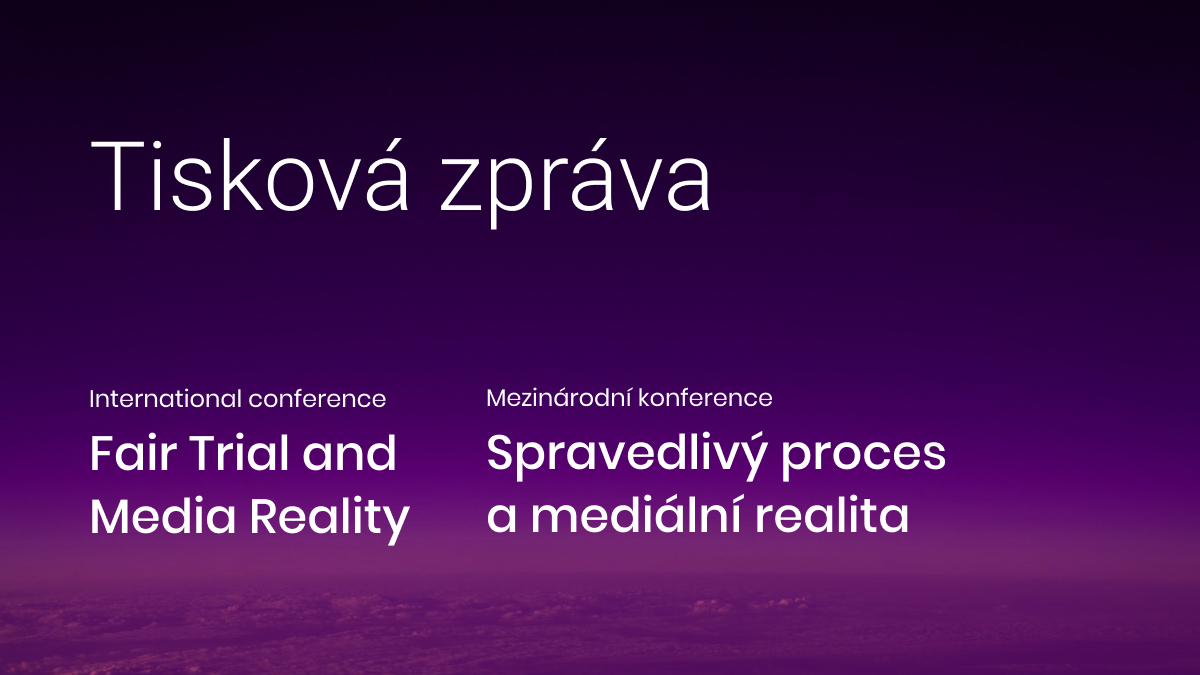 Tisková zpráva
International conference
Fair Trial and
Media Reality
Mezinárodní konference
Spravedlivý proces
a mediální realita